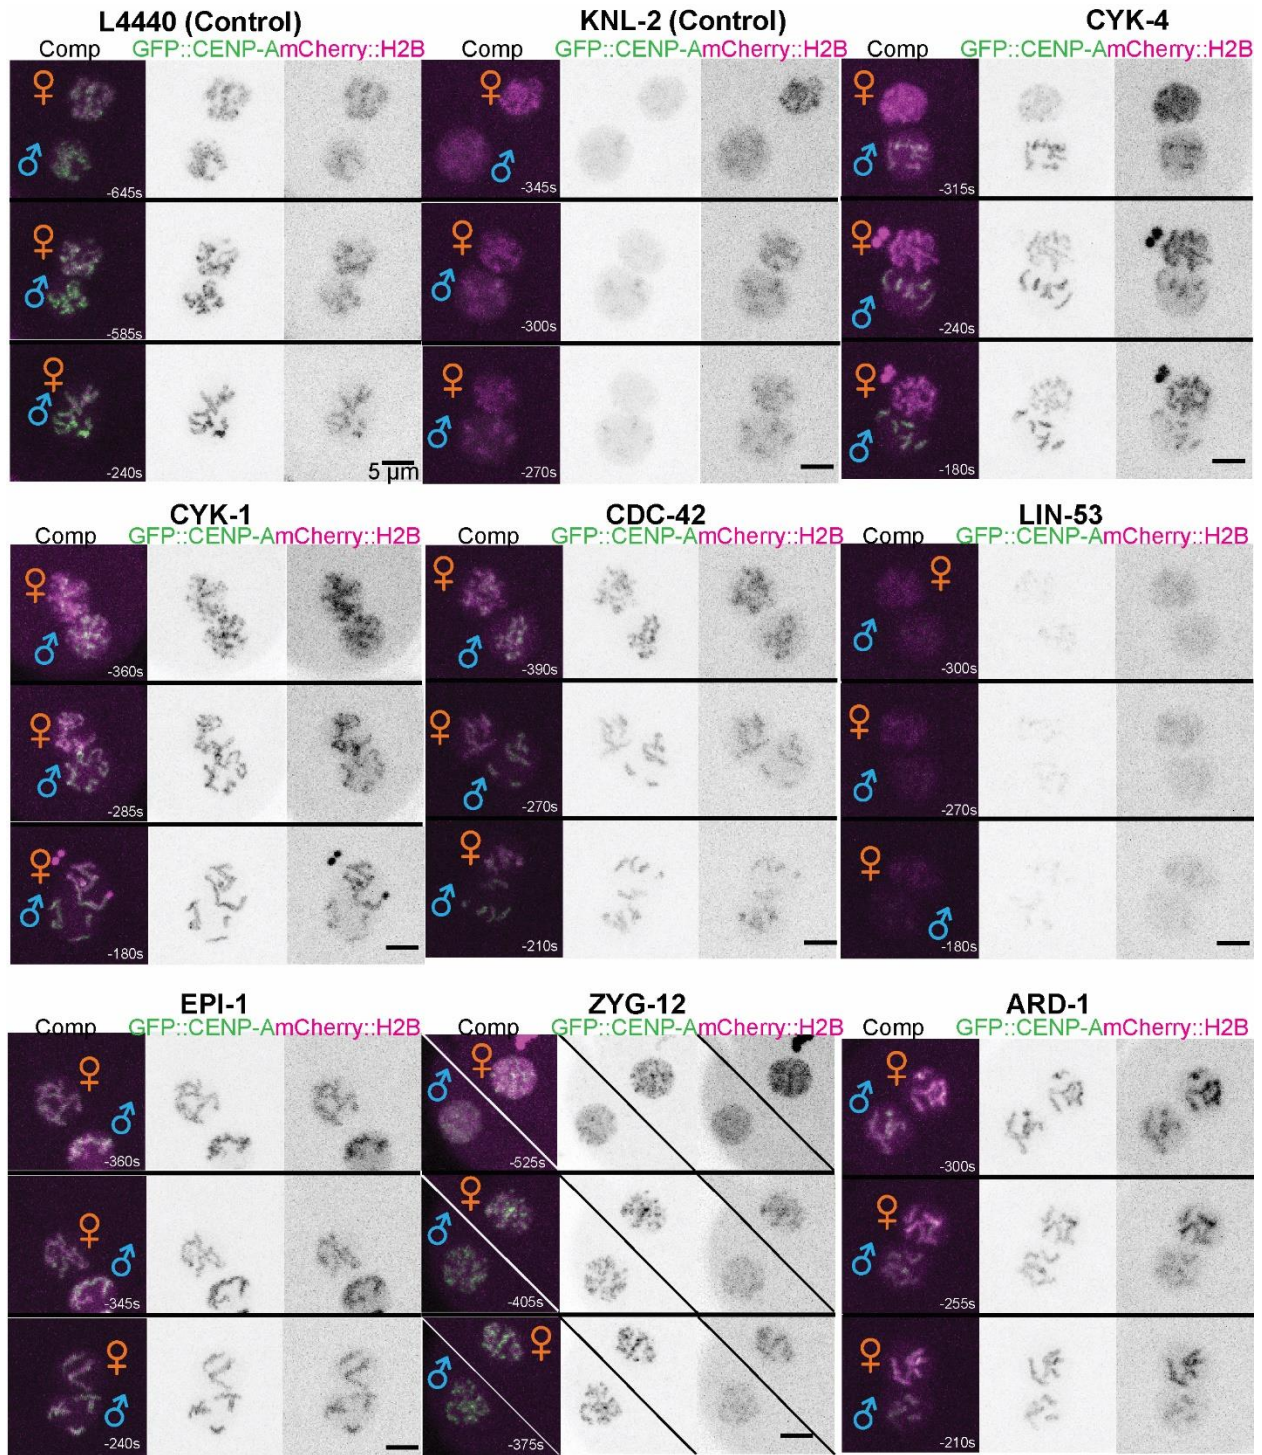 L4440 (Control) KNL-2 (Control) CYK-4
Comp GFP::CENP-A mCherry::H2B Comp GFP::CENP-A mCherry::H2B Comp GFP::CENP-A mCherry::H2B
♀ ♀ ♀
♂ ♂ ♂
-645s -345s -315s
♀ ♀ ♀
♂ ♂ ♂
-585s -300s -240s
♀ ♀ ♀
♂ ♂ ♂
-240s 5 µm -270s -180s
CYK-1 CDC-42 LIN-53
Comp GFP::CENP-A mCherry::H2B Comp GFP::CENP-A mCherry::H2B Comp GFP::CENP-A mCherry::H2B
♀ ♀ ♀
♂ ♂ ♂
-360s -390s -300s
♀ ♀ ♀
♂ ♂ ♂
-285s -270s -270s
♀ ♀ ♀
♂ ♂ ♂
-180s -210s -180s
EPI-1 ZYG-12 ARD-1
Comp GFP::CENP-A mCherry::H2B Comp GFP::CENP-A mCherry::H2B Comp GFP::CENP-A mCherry::H2B
♀ ♀ ♀
♂ ♂ ♂
-360s -525s -300s
♀ ♀ ♀
♂ ♂ ♂
-345s -405s -255s
♀ ♀ ♀
♂ ♂ ♂
-240s -375s -210s